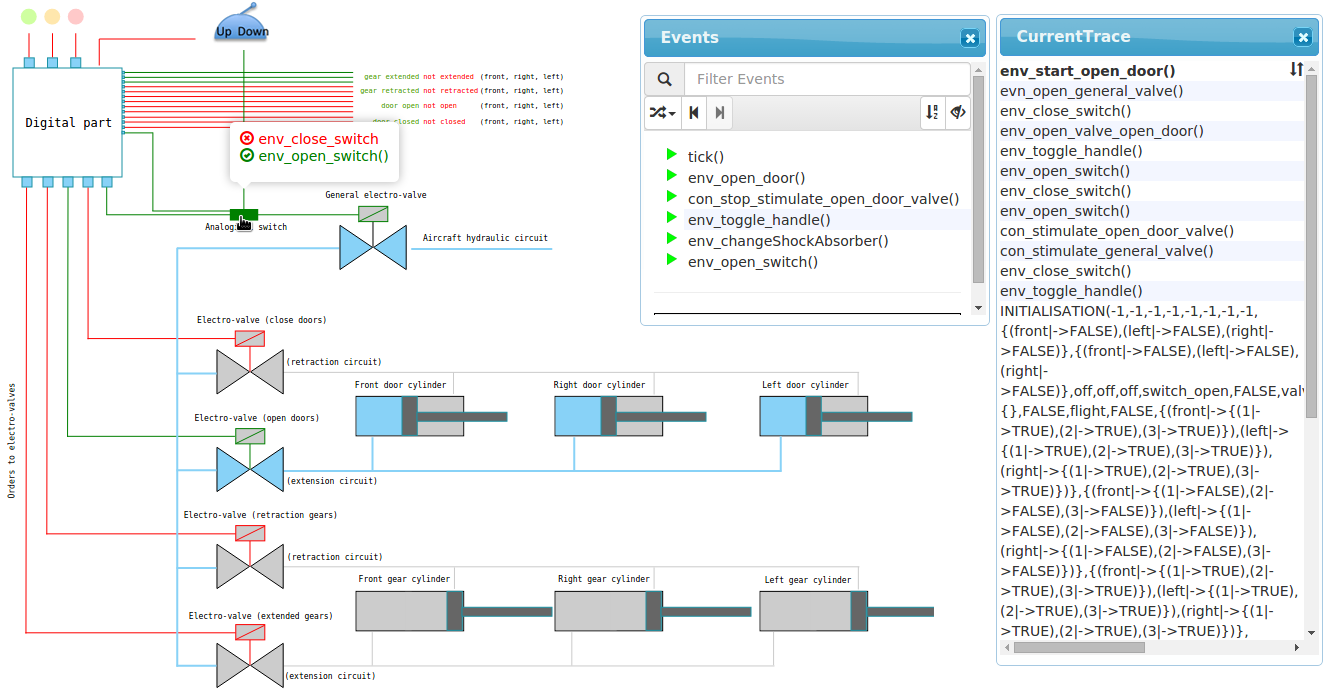 Up Down
Digital part
gear extended not extended (front, right, left)
gear retracted not retracted (front, right, left)
door open not open (front, right, left)
door closed not closed (front, right, left)
env_close_switch
env_open_switch()
General electro-valve
switch
Aircraft hydraulic circuit
Electro-valve (close doors)
(retraction circuit)
Front door cylinder
Right door cylinder
Left door cylinder
Electro-valve (open doors)
(extension circuit)
Orders to electro-valves
Electro-valve (retraction gears)
(retraction circuit)
Front gear cylinder
Right gear cylinder
Left gear cylinder
Electro-valve (extended gears)
(extension circuit)
Events
Filter Events
tick()
env_open_door()
con_stop_stimulate_open_door_valve()
env_toggle_handle()
env_changeShockAbsorber()
env_open_switch()
CurrentTrace
env_start_open_door()
evn_open_general_valve()
env_close_switch()
env_open_valve_open_door()
env_toggle_handle()
env_open_switch()
env_close_switch()
env_open_switch()
con_stimulate_open_door_valve()
con_stimulate_general_valve()
env_close_switch()
env_toggle_handle()
INITIALISATION(-1,-1,-1,-1,-1,-1,-1,-1,
{(front|->FALSE),(left|->FALSE),(right|-
>FALSE)},{(front|->FALSE),(left|->FALSE),
(right|-
>FALSE)},off,off,off,switch_open,FALSE,valv
{},FALSE,flight,FALSE,{(front|->{(1|-
>TRUE),(2|->TRUE),(3|->TRUE)}),(left|->
{(1|->TRUE),(2|->TRUE),(3|->TRUE)}),
(right|->{(1|->TRUE),(2|->TRUE),(3|-
>TRUE)})},{(front|->{(1|->FALSE),(2|-
>FALSE),(3|->FALSE)}),(left|->{(1|-
>FALSE),(2|->FALSE),(3|->FALSE)}),
(right|->{(1|->FALSE),(2|->FALSE),(3|-
>FALSE)})},{(front|->{(1|->TRUE),(2|-
>TRUE),(3|->TRUE)}),(left|->{(1|->TRUE),
(2|->TRUE),(3|->TRUE)}),(right|->{(1|-
>TRUE),(2|->TRUE),(3|->TRUE)})},